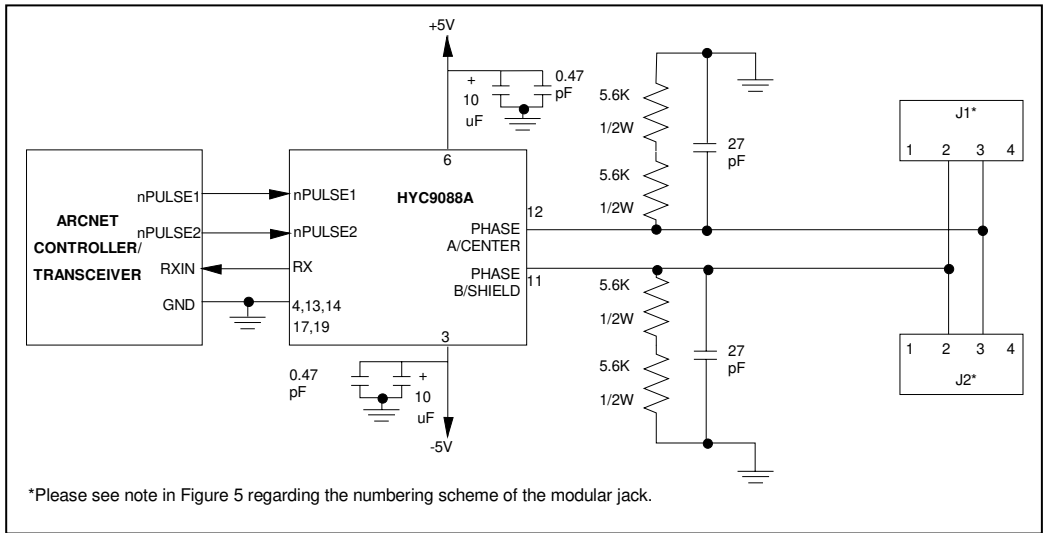 +5V
+
10
uF
0.47
pF
5.6K
1/2W
5.6K
1/2W
27
pF
J1*
1 2 3 4
6
HYC9088A
nPULSE1
nPULSE1
nPULSE2
nPULSE2
ARCNET
CONTROLLER/
TRANSCEIVER
RXIN
RX
GND
4,13,14
17,19
3
12
PHASE
A/CENTER
PHASE
B/SHIELD
11
5.6K
1/2W
5.6K
1/2W
27
pF
1 2 3 4
J2*
0.47
pF
+
10
uF
-5V
*Please see note in Figure 5 regarding the numbering scheme of the modular jack.